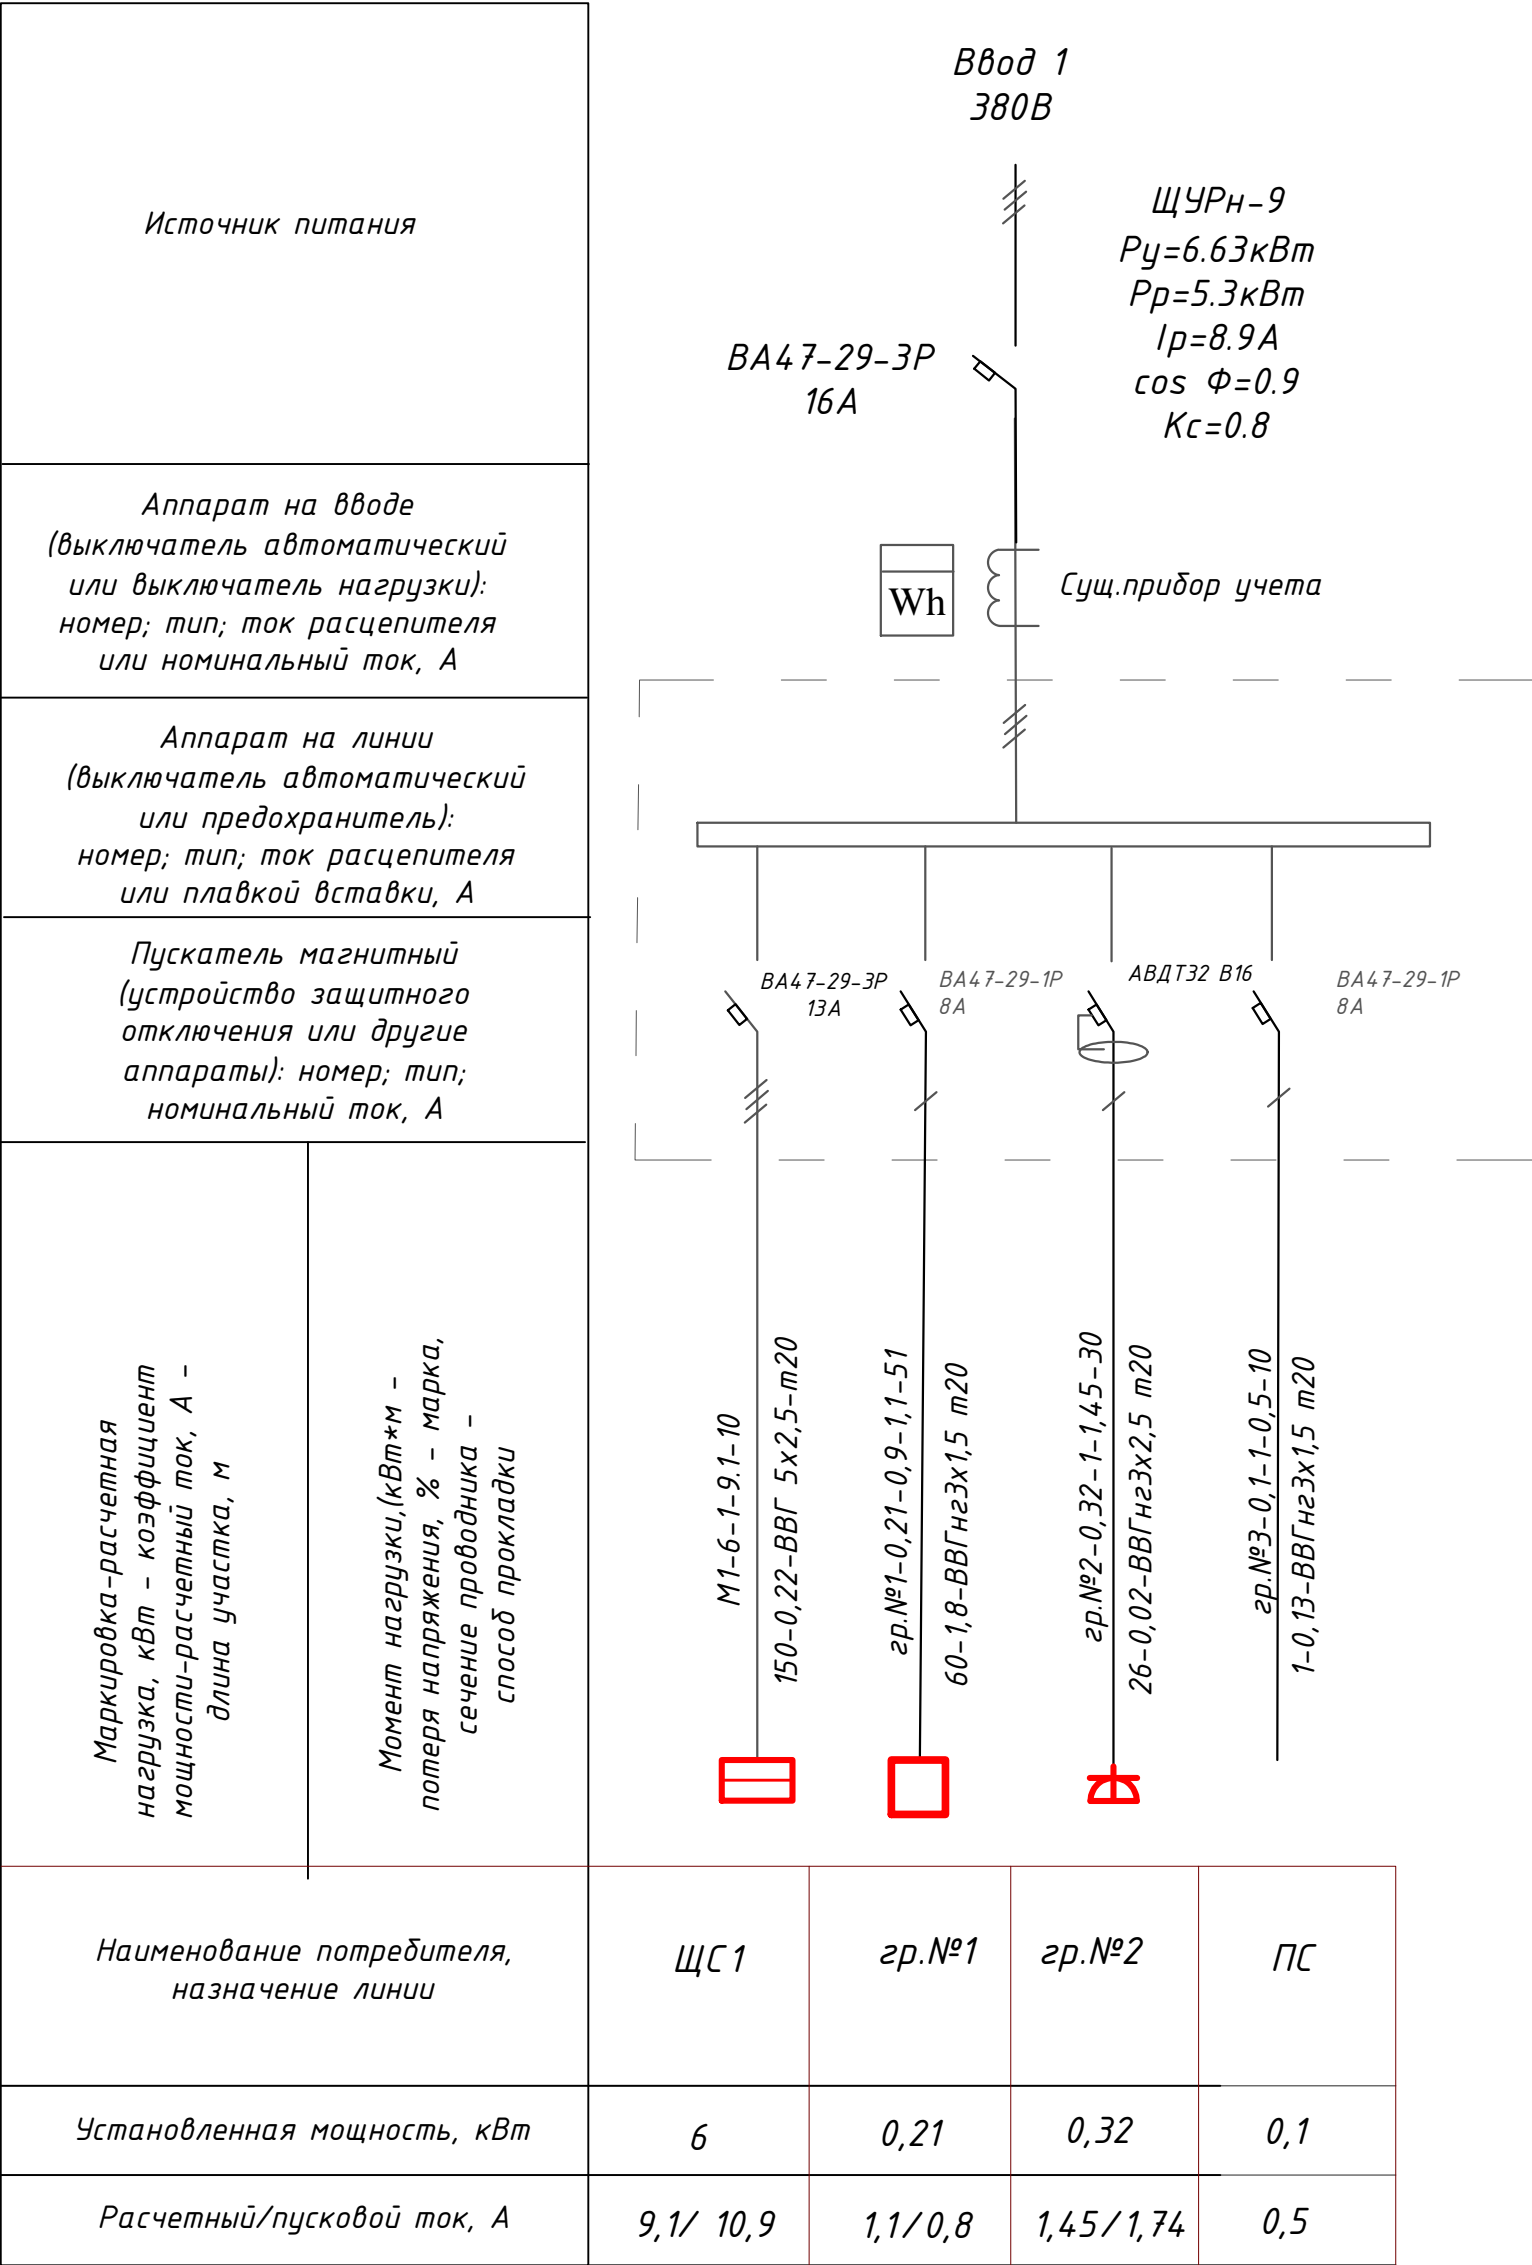 Ввод 1
380В
Источник питания
ЩУРн-9
Ру=6.63кВт
Рр=5.3кВт
Iр=8.9А
cos Ф=0.9
Кс=0.8
ВА47-29-3Р
16А
Аппарат на вводе
(выключатель автоматический
или выключатель нагрузки):
номер; тип; ток расцепителя
или номинальный ток, А
Wh
Сущ.прибор учета
Аппарат на линии
(выключатель автоматический
или предохранитель):
номер; тип; ток расцепителя
или плавкой вставки, А
Пускатель магнитный
(устройство защитного
отключения или другие
аппараты): номер; тип;
номинальный ток, А
ВА47-29-3Р
13А
ВА47-29-1Р
8А
АВДТ32 В16
ВА47-29-1Р
8А
Маркировка-расчетная
нагрузка, кВт - коэффициент
мощности-расчетный ток, А -
длина участка, м
Момент нагрузки,(кВт*м -
потеря напряжения, % - марка,
сечение проводника -
способ прокладки
М1-6-1-9.1-10
150-0,22-ВВГ 5х2,5-т20
гр.№1-0,21-0,9-1,1-51
60-1,8-ВВГнг3х1,5 т20
гр.№2-0,32-1-1,45-30
26-0,02-ВВГнг3х2,5 т20
гр.№3-0,1-1-0,5-10
1-0,13-ВВГнг3х1,5 т20
Наименование потребителя,
назначение линии
ЩС1
гр.№1
гр.№2
ПС
Установленная мощность, кВт
6
0,21
0,32
0,1
Расчетный/пусковой ток, А
9,1/ 10,9
1,1/0,8
1,45/1,74
0,5